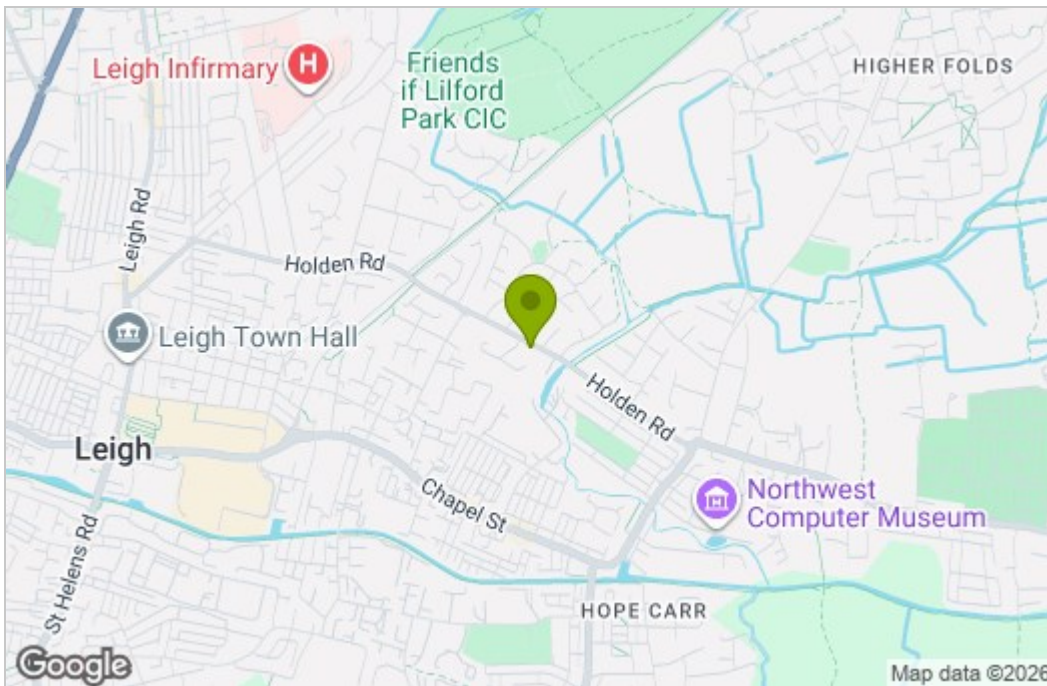 Leigh Infirmary
H
Friends
if Lilford
Park CIC
HIGHER FOLDS
Leigh Rd
Holden Rd
Leigh Town Hall
Holden Rd
Leigh
Chapel St
Northwest
Computer Museum
St Helens Rd
HOPE CARR
Google
Map data ©2026